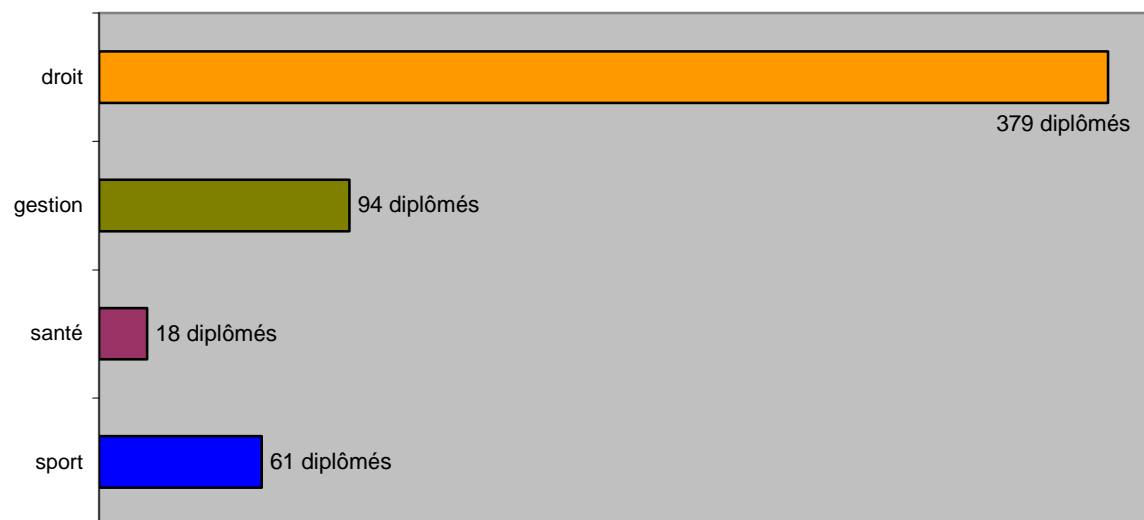 droit
379 diplômés
gestion
94 diplômés
santé
18 diplômés
sport
61 diplômés